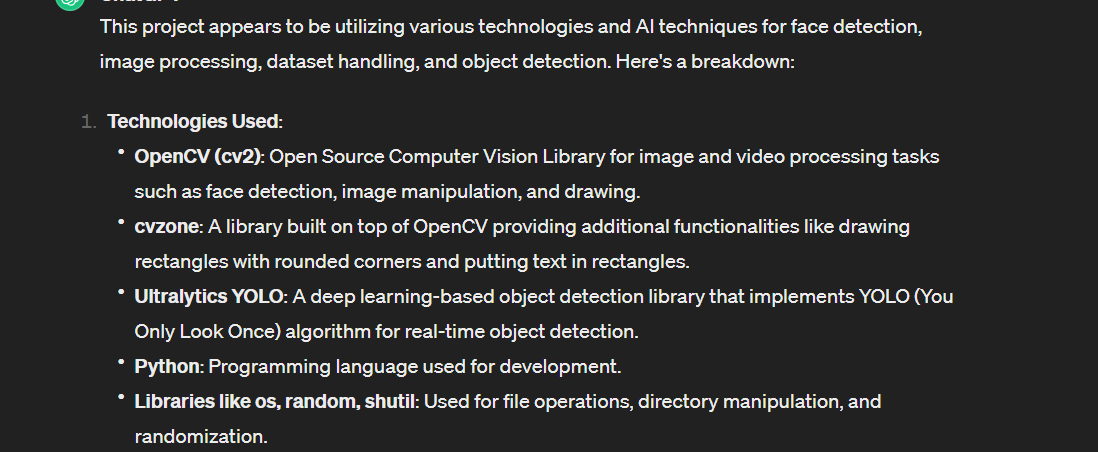 This project appears to be utilizing various technologies and AI techniques for face detection,
image processing, dataset handling, and object detection. Here's a breakdown:
1. Technologies Used:
• OpenCV (cv2): Open Source Computer Vision Library for image and video processing tasks
such as face detection, image manipulation, and drawing.
• cvzone: A library built on top of OpenCV providing additional functionalities like drawing
rectangles with rounded corners and putting text in rectangles.
• Ultralytics YOLO: A deep learning-based object detection library that implements YOLO (You
Only Look Once) algorithm for real-time object detection.
• Python: Programming language used for development.
• Libraries like os, random, shutil: Used for file operations, directory manipulation, and
randomization.